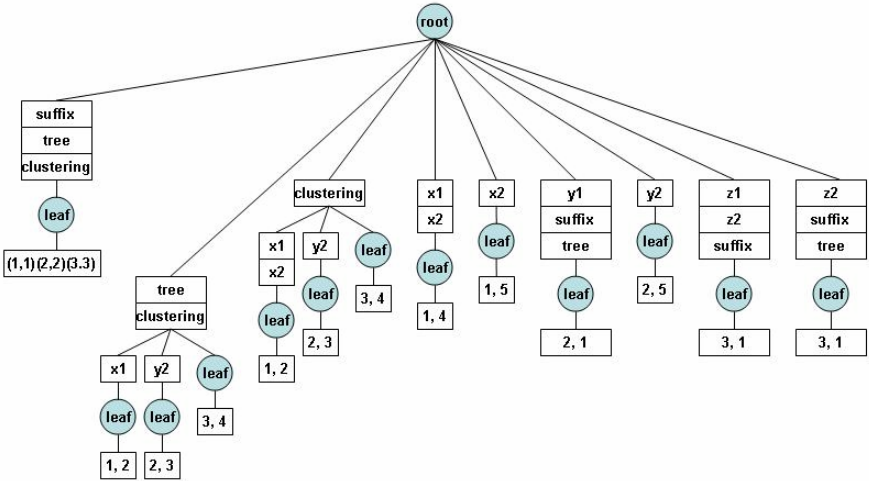 root
suffix
tree
clustering
leaf
(1,1)(2,2)(3.3)
tree
clustering
x1
leaf
1, 2
y2
leaf
2, 3
leaf
3, 4
clustering
x1
x2
leaf
1, 2
y2
leaf
2, 3
leaf
3, 4
x1
x2
leaf
1, 4
x2
leaf
1, 5
y1
suffix
tree
leaf
2, 1
y2
leaf
2, 5
z1
z2
suffix
leaf
3, 1
z2
suffix
tree
leaf
3, 1